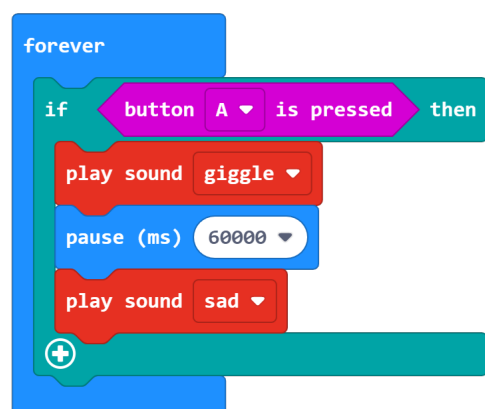 forever
if button A is pressed then
play sound giggle
pause (ms) 60000
play sound sad